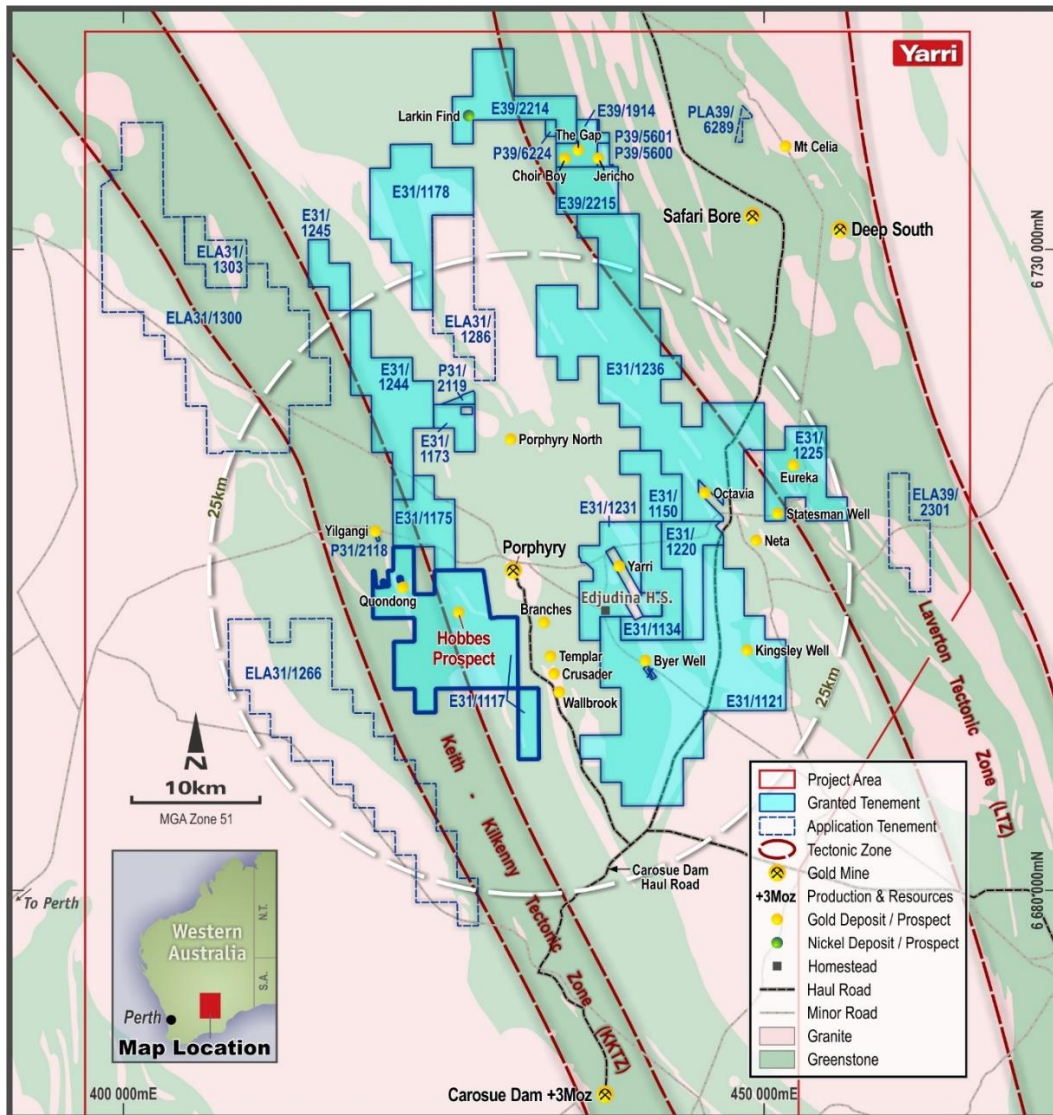 Yarri
Larkin Find
E39/2214
E39/1914
The Gap
P39/5601
P39/6224
P39/5600
Choir Boy
Jericho
PLA39/
6289
Mt Celia
E31/1178
E39/2215
Safari Bore
Deep South
E31/
1245
ELA31/
1303
6 730 000mN
ELA31/1300
ELA31/
1286
E31/
1244
P31/
2119
E31/1236
E31/
1173
Porphyry North
E31/
1225
Eureka
25km
E31/1175
E31/1231
E31/
1150
Octavia
Statesman Well
ELA39/
2301
Yilgangi
P31/2118
Porphyry
E31/
1220
Neta
Yarri
Quondong
Edjudina H.S.
Hobbes
Prospect
Branches
E31/1134
Templar
Byer Well
Kingsley Well
Crusader
ELA31/1266
E31/1117
Wallbrook
E31/1121
25km
Laverton Tectonic Zone (LTZ)
N
10km
MGA Zone 51
Keith - Kilkenny Tectonic Zone (KKTZ)
Carosue Dam
Haul Road
6 680 000mN
To Perth
Western
Australia
N.T.
S.A.
Perth
Map Location
Project Area
Granted Tenement
Application Tenement
Tectonic Zone
Gold Mine
+3Moz Production & Resources
Gold Deposit / Prospect
Nickel Deposit / Prospect
Homestead
Haul Road
Minor Road
Granite
Greenstone
400 000mE
Carosue Dam +3Moz
450 000mE